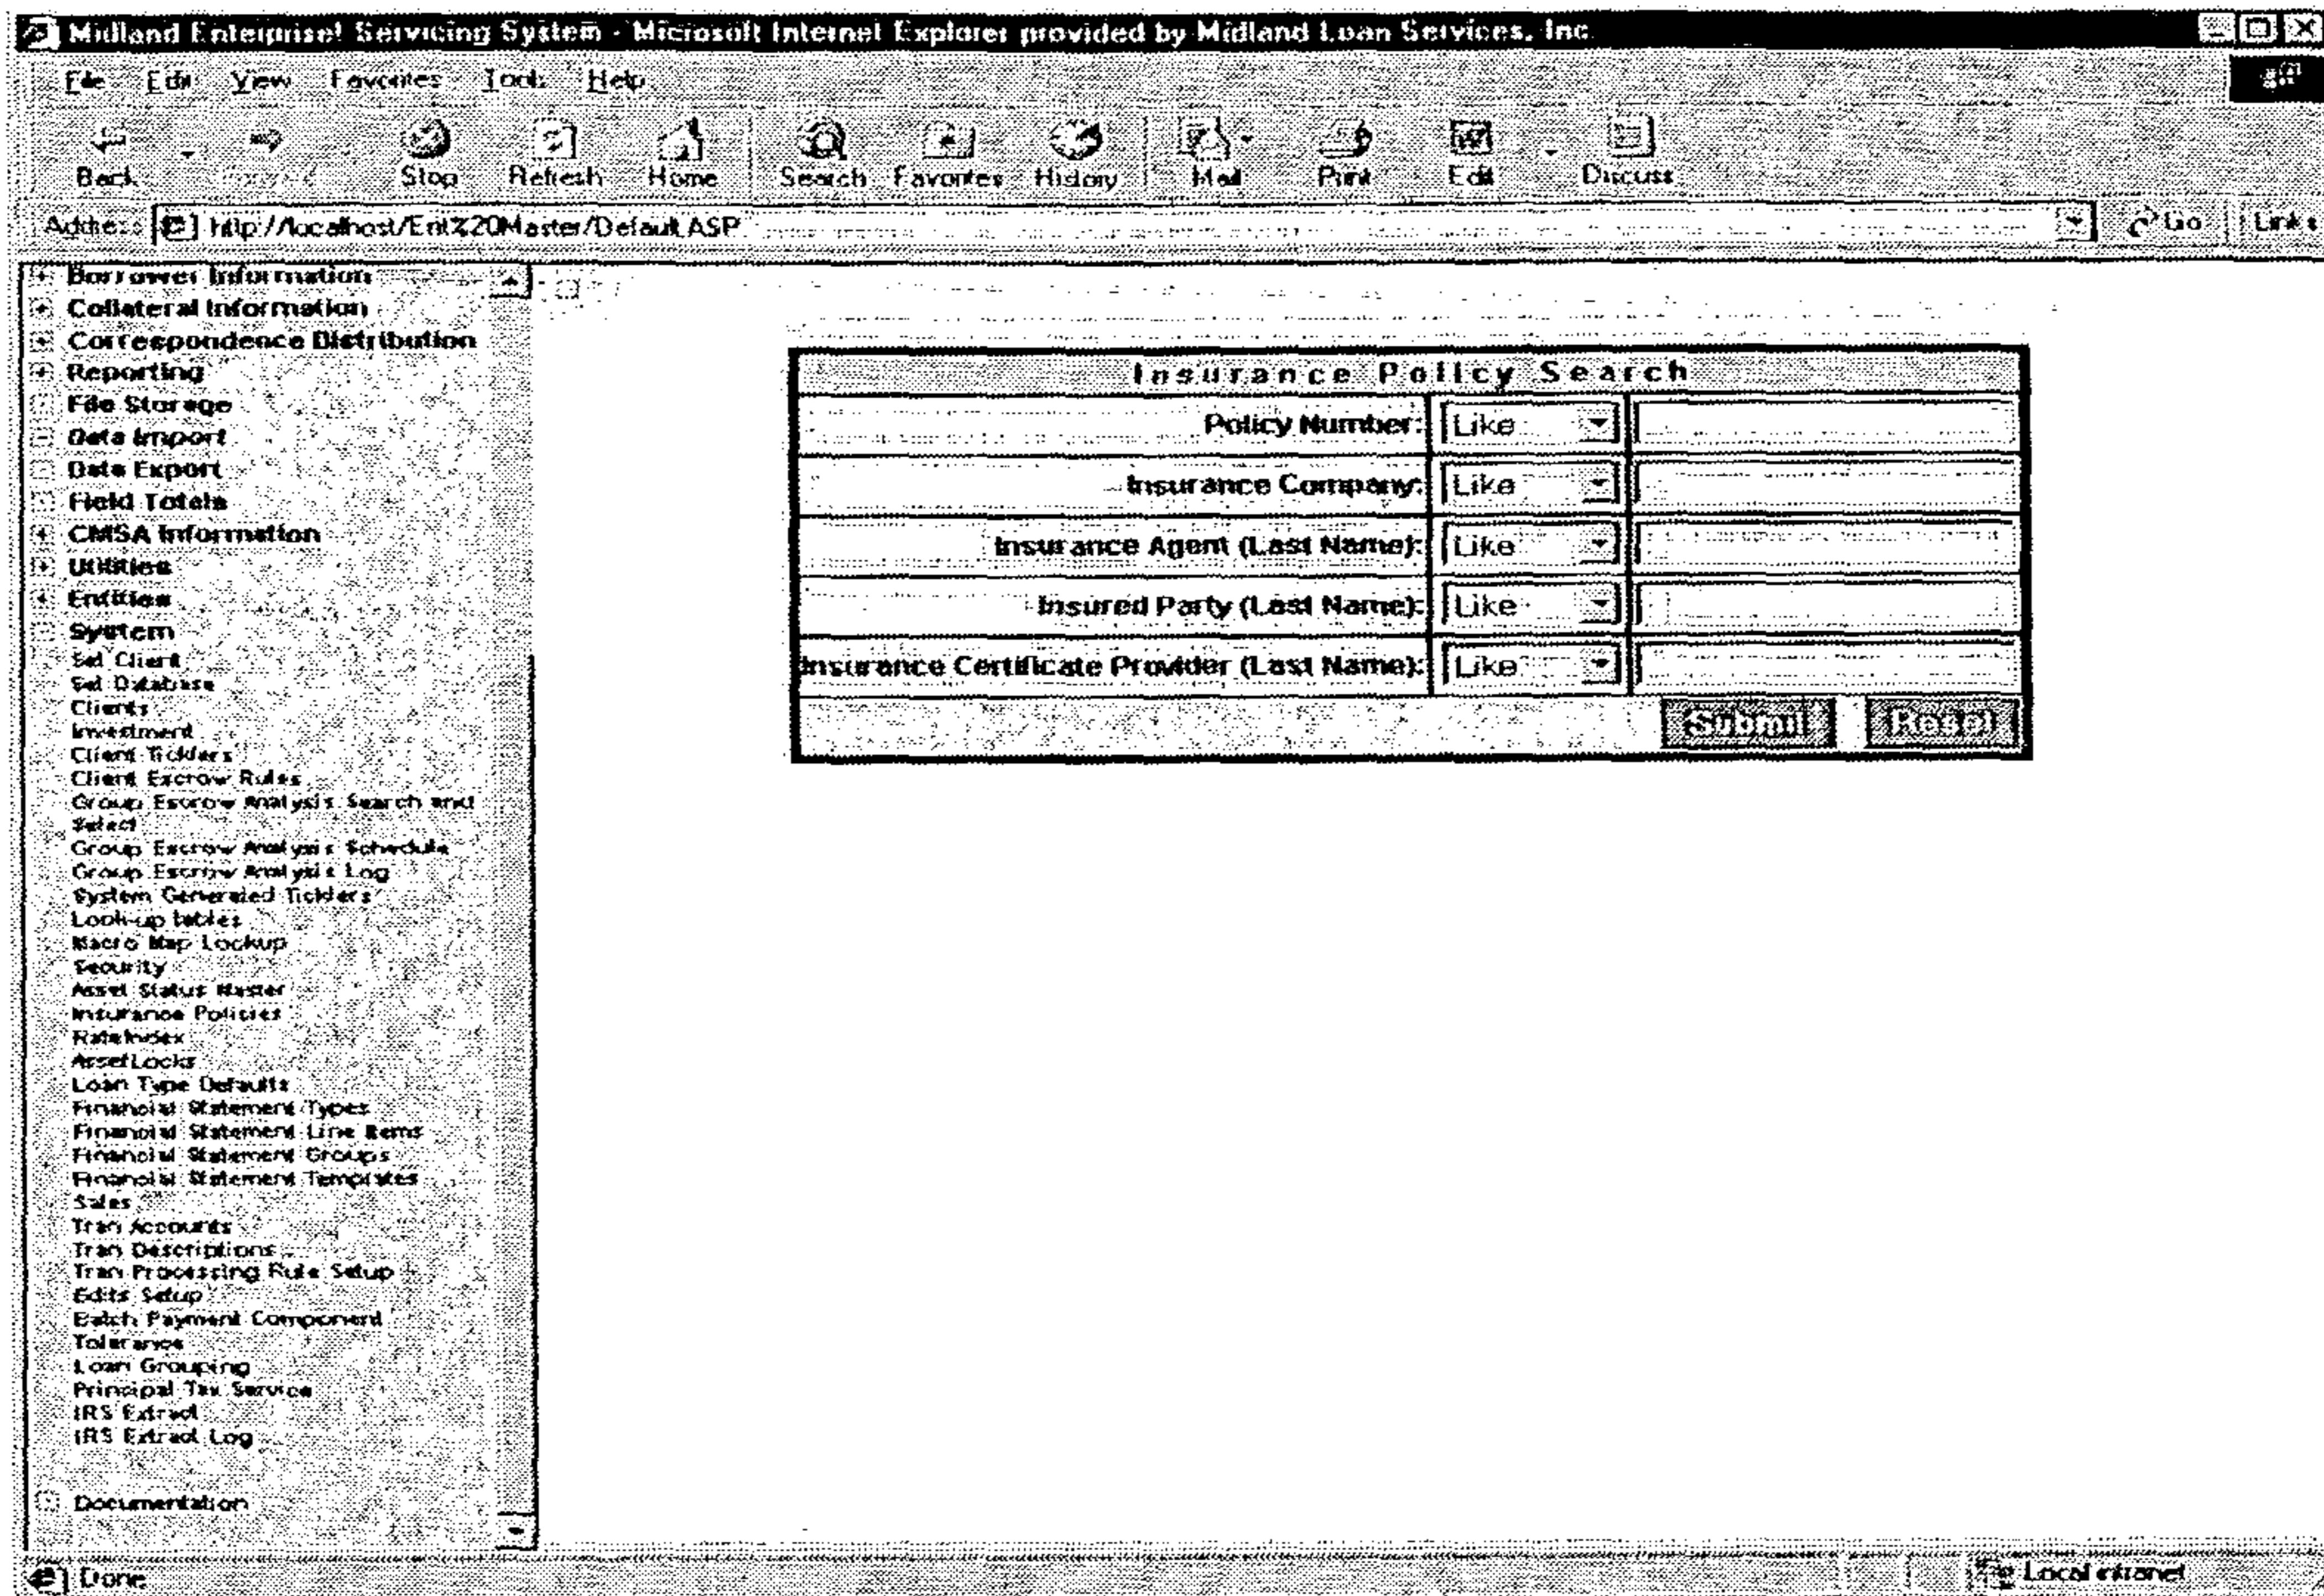 Midland Enterprise! Servicing System - Microsoft Internet Explorer provided by Midland Loan Services, Inc.
File Edit View Favorites Tools Help
Back Forward Stop Refresh Home Search Favorites History Mail Print Edit Discuss
Address http://localhost/Ent%20Master/Default.ASP Go Links
Borrower Information
Collateral Information
Correspondence Distribution
Reporting
File Storage
Data Import
Data Export
Field Totals
CMSA Information
Utilities
Entities
System
Set Client
Set Database
Clients
Investment
Client Ticklers
Client Escrow Rules
Group Escrow Analysis Search and
Select
Group Escrow Analysis Schedule
Group Escrow Analysis Log
System Generated Ticklers
Look-up tables
Macro Map Lookup
Security
Asset Status Master
Insurance Policies
RateIndex
AssetLocks
Loan Type Defaults
Financial Statement Types
Financial Statement Line Items
Financial Statement Groups
Financial Statement Templates
Sales
Tran Accounts
Tran Descriptions
Tran Processing Rule Setup
Edits Setup
Batch Payment Component
Tolerance
Loan Grouping
Principal Tax Service
IRS Extract
IRS Extract Log
Documentation
Insurance Policy Search
Policy Number: Like
Insurance Company: Like
Insurance Agent (Last Name): Like
Insured Party (Last Name): Like
Insurance Certificate Provider (Last Name): Like
Submit Reset
Done
Local intranet